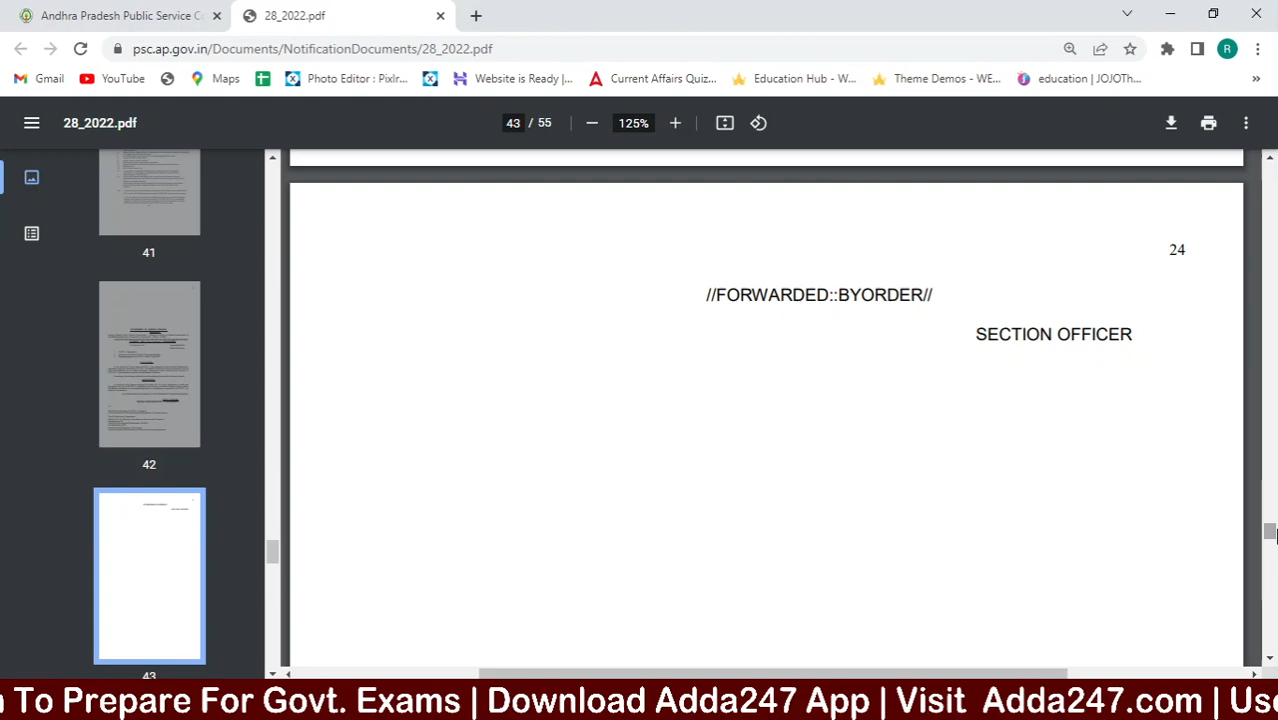 Andhra Pradesh Public Service Co
28_2022.pdf
psc.ap.gov.in/Documents/NotificationDocuments/28_2022.pdf
R
Gmail
YouTube
Maps
Photo Editor : Pixlr...
Website is Ready |...
Current Affairs Quiz...
Education Hub - W...
Theme Demos - WE...
education | JOJOTh...
28_2022.pdf
43 / 55
125%
41
42
43
24
//FORWARDED::BYORDER//
SECTION OFFICER
n To Prepare For Govt. Exams | Download Adda247 App | Visit Adda247.com | Use